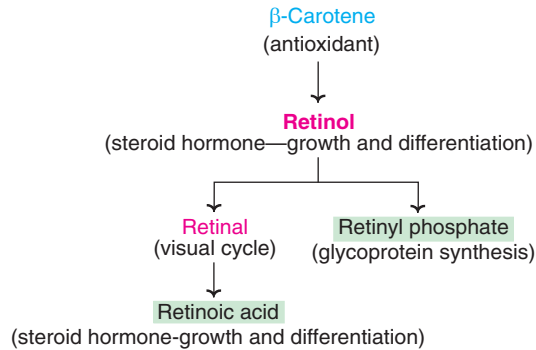 β-Carotene
(antioxidant)
Retinol
(steroid hormone—growth and differentiation)
Retinal
(visual cycle)
Retinyl phosphate
(glycoprotein synthesis)
Retinoic acid
(steroid hormone-growth and differentiation)